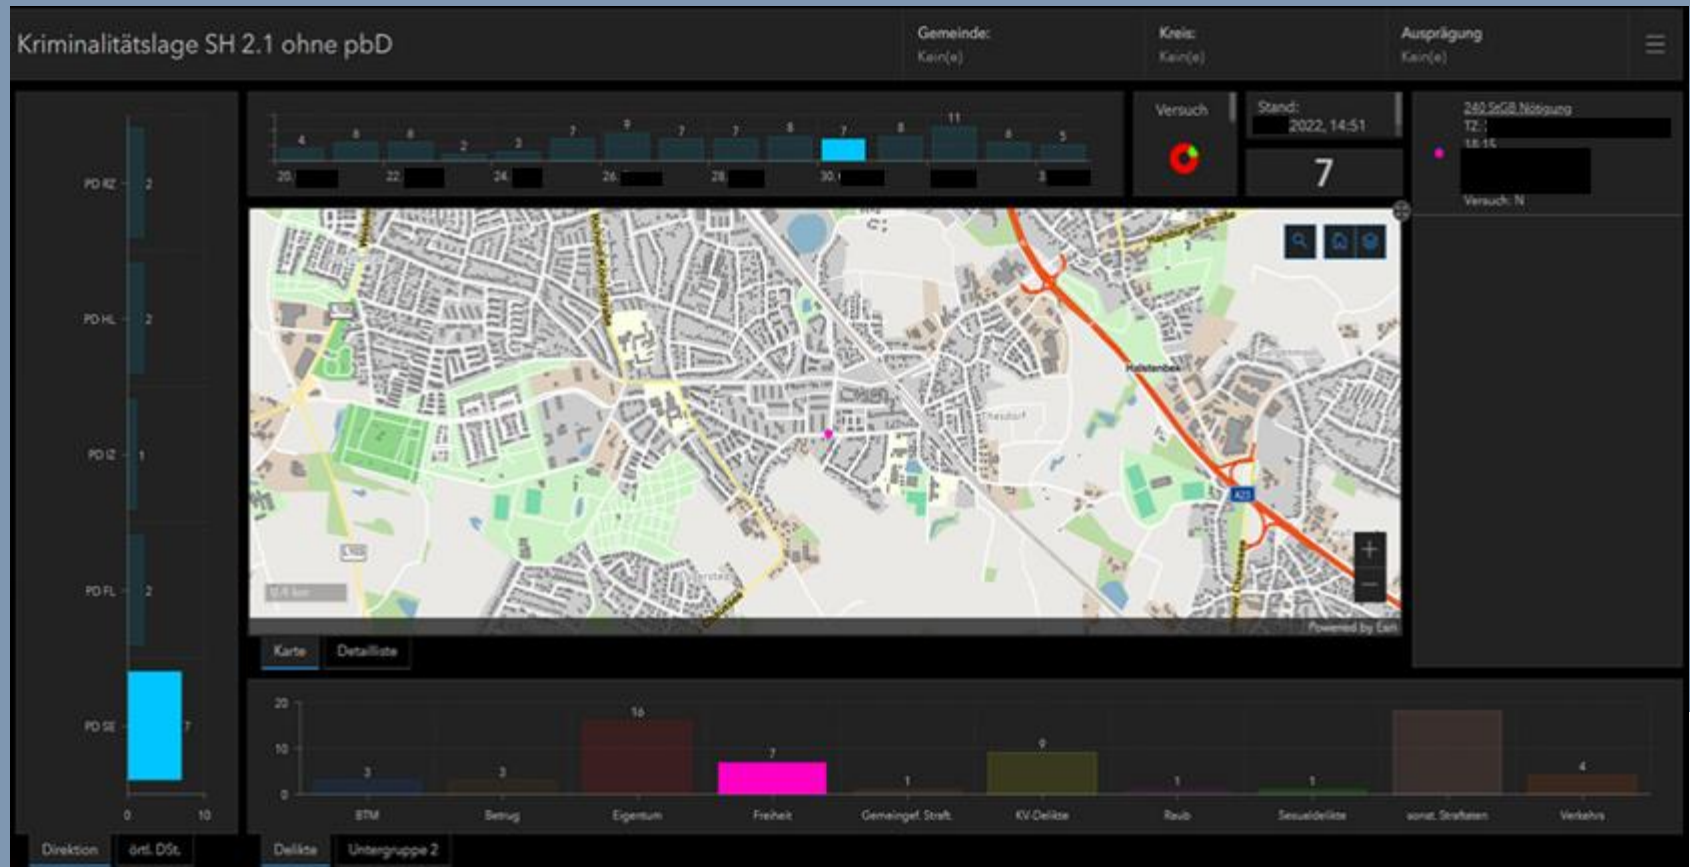 Kriminalitätslage SH 2.1 ohne pbD
Gemeinde:
Kein(e)
Kreis:
Kein(e)
Ausprägung
Kein(e)
PD RZ
2
PD HL
2
PD IZ
1
PD FL
2
PD SE
7
0
10
Direktion
örtl. DSt.
4
2
3
7
9
7
7
8
7
8
11
5
20.
22
24.
26.
28
30.
3
Versuch
Stand:
2022, 14:51
7
240 StGB Nötigung
TZ:
18:15
Versuch: N
Halstenbek
Thesdorf
A23
Powered by Esri
Karte
Detailliste
20
10
0
3
3
16
7
1
9
1
1
4
BTM
Betrug
Eigentum
Freiheit
Gemeingef. Straft.
KV-Delikte
Raub
Sexualdelikte
sonst. Straftaten
Verkehrs
Delikte
Untergruppe 2